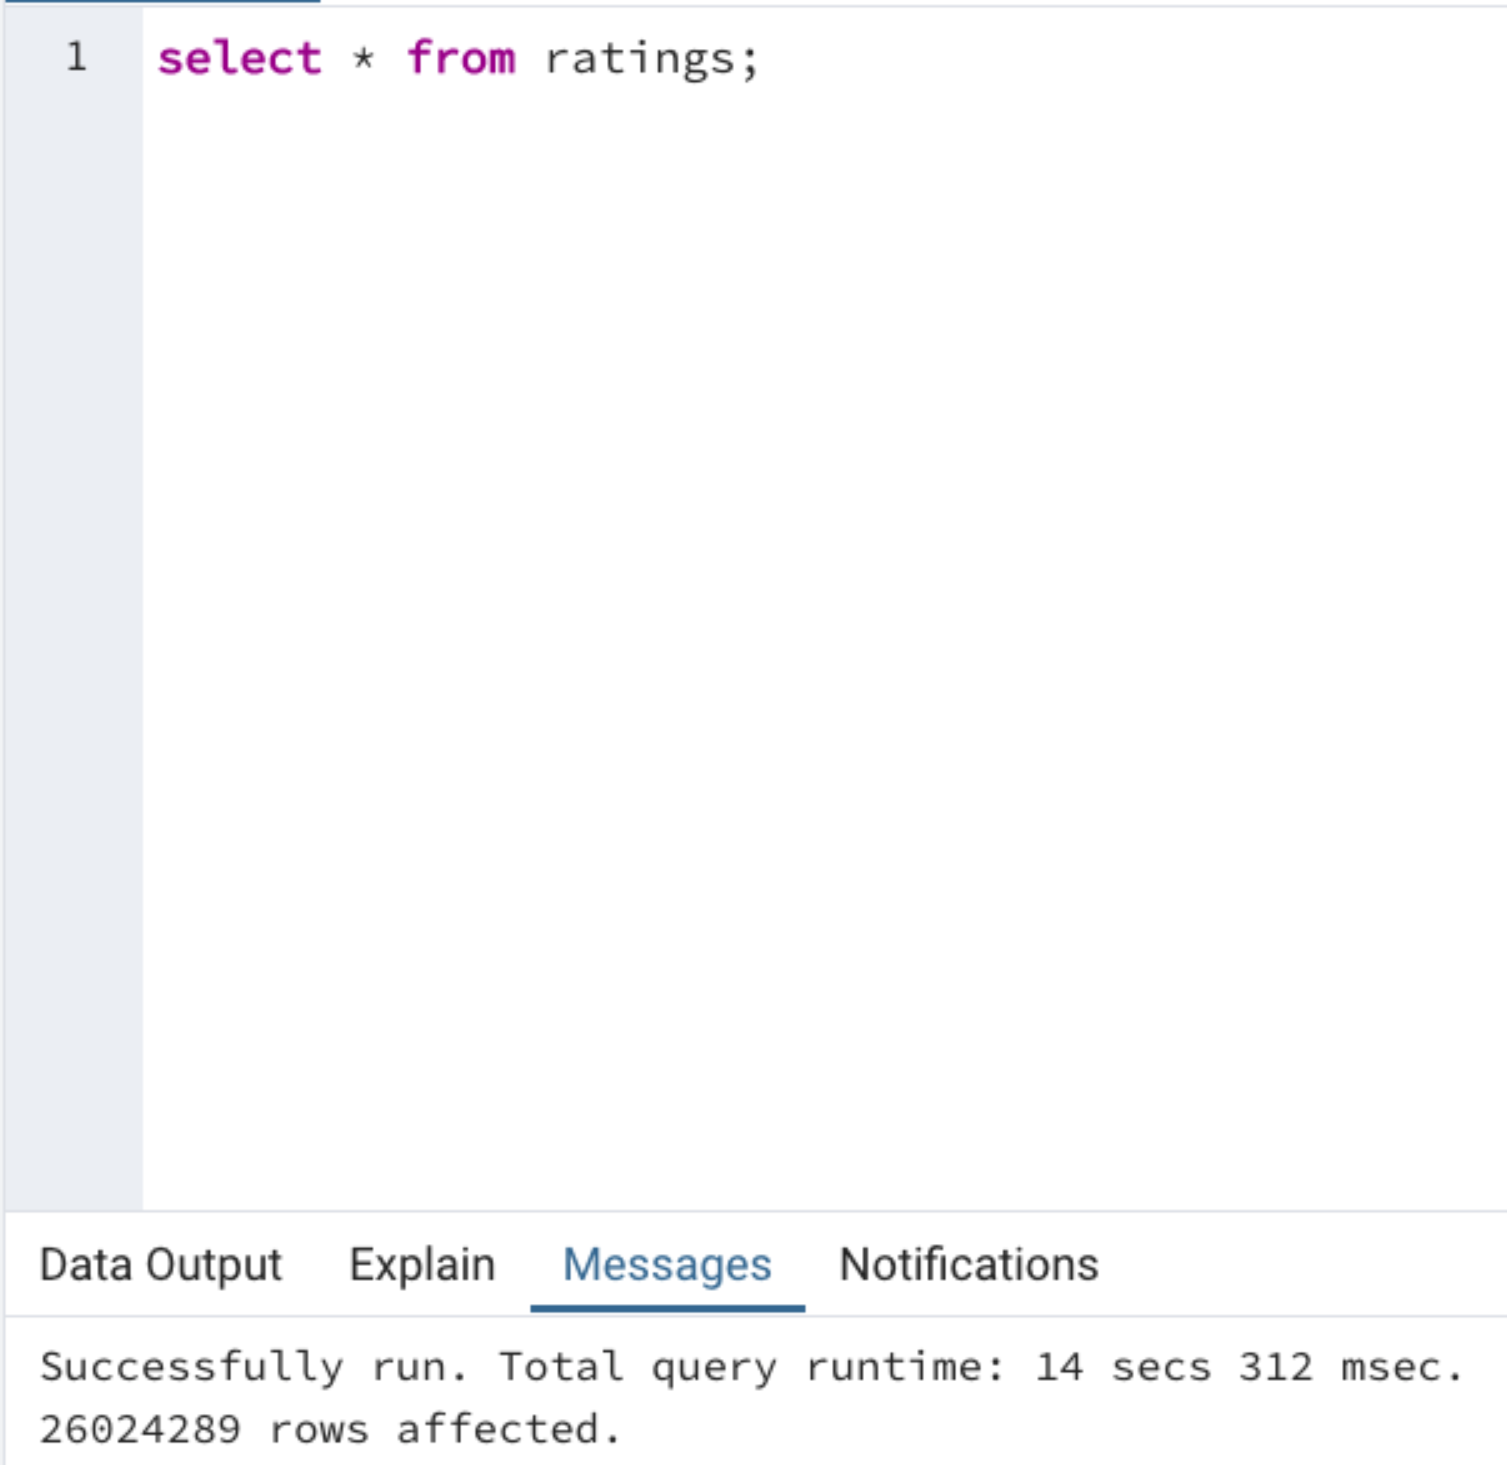 1 select * from ratings;
Data Output Explain Messages Notifications
Successfully run. Total query runtime: 14 secs 312 msec.
26024289 rows affected.